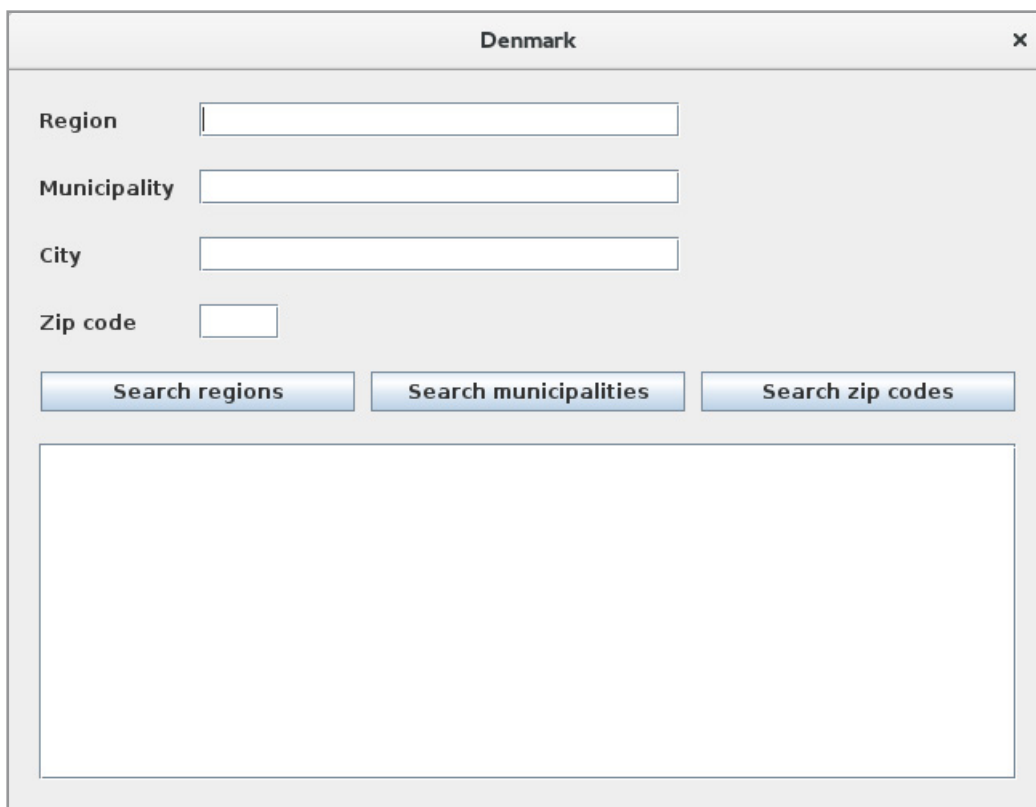 Denmark
Region
Municipality
City
Zip code
Search regions Search municipalities Search zip codes